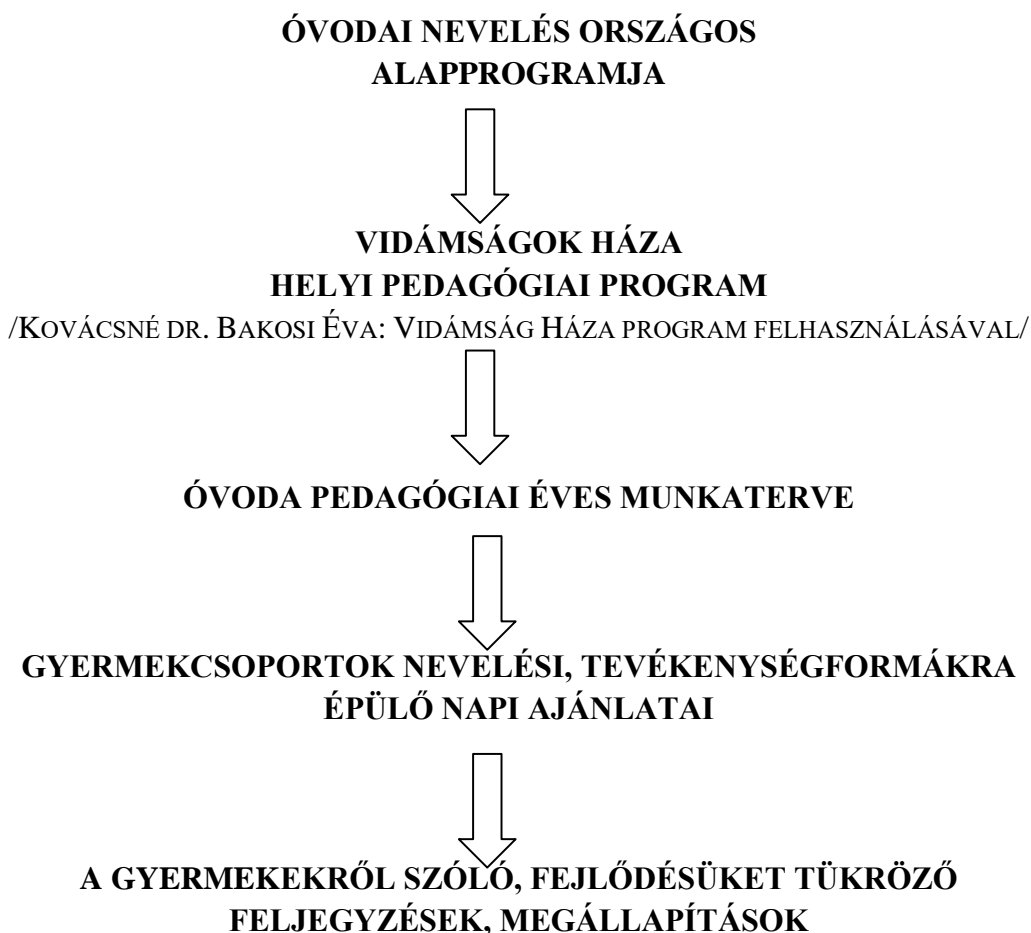 ÓVODAI NEVELÉS ORSZÁGOS
ALAPPROGRAMJA
VIDÁMSÁGOK HÁZA
HELYI PEDAGÓGIAI PROGRAM
/KOVÁCSNÉ DR. BAKOSI ÉVA: VIDÁMSÁG HÁZA PROGRAM FELHASZNÁLÁSÁVAL/
ÓVODA PEDAGÓGIAI ÉVES MUNKATERVE
GYERMEKCSOPORTOK NEVELÉSI, TEVÉKENYSÉGFORMÁKRA
ÉPÜLŐ NAPI AJÁNLATAI
A GYERMEKEKRŐL SZÓLÓ, FEJLŐDÉSÜKET TÜKRÖZŐ
FELJEGYZÉSEK, MEGÁLLAPÍTÁSOK